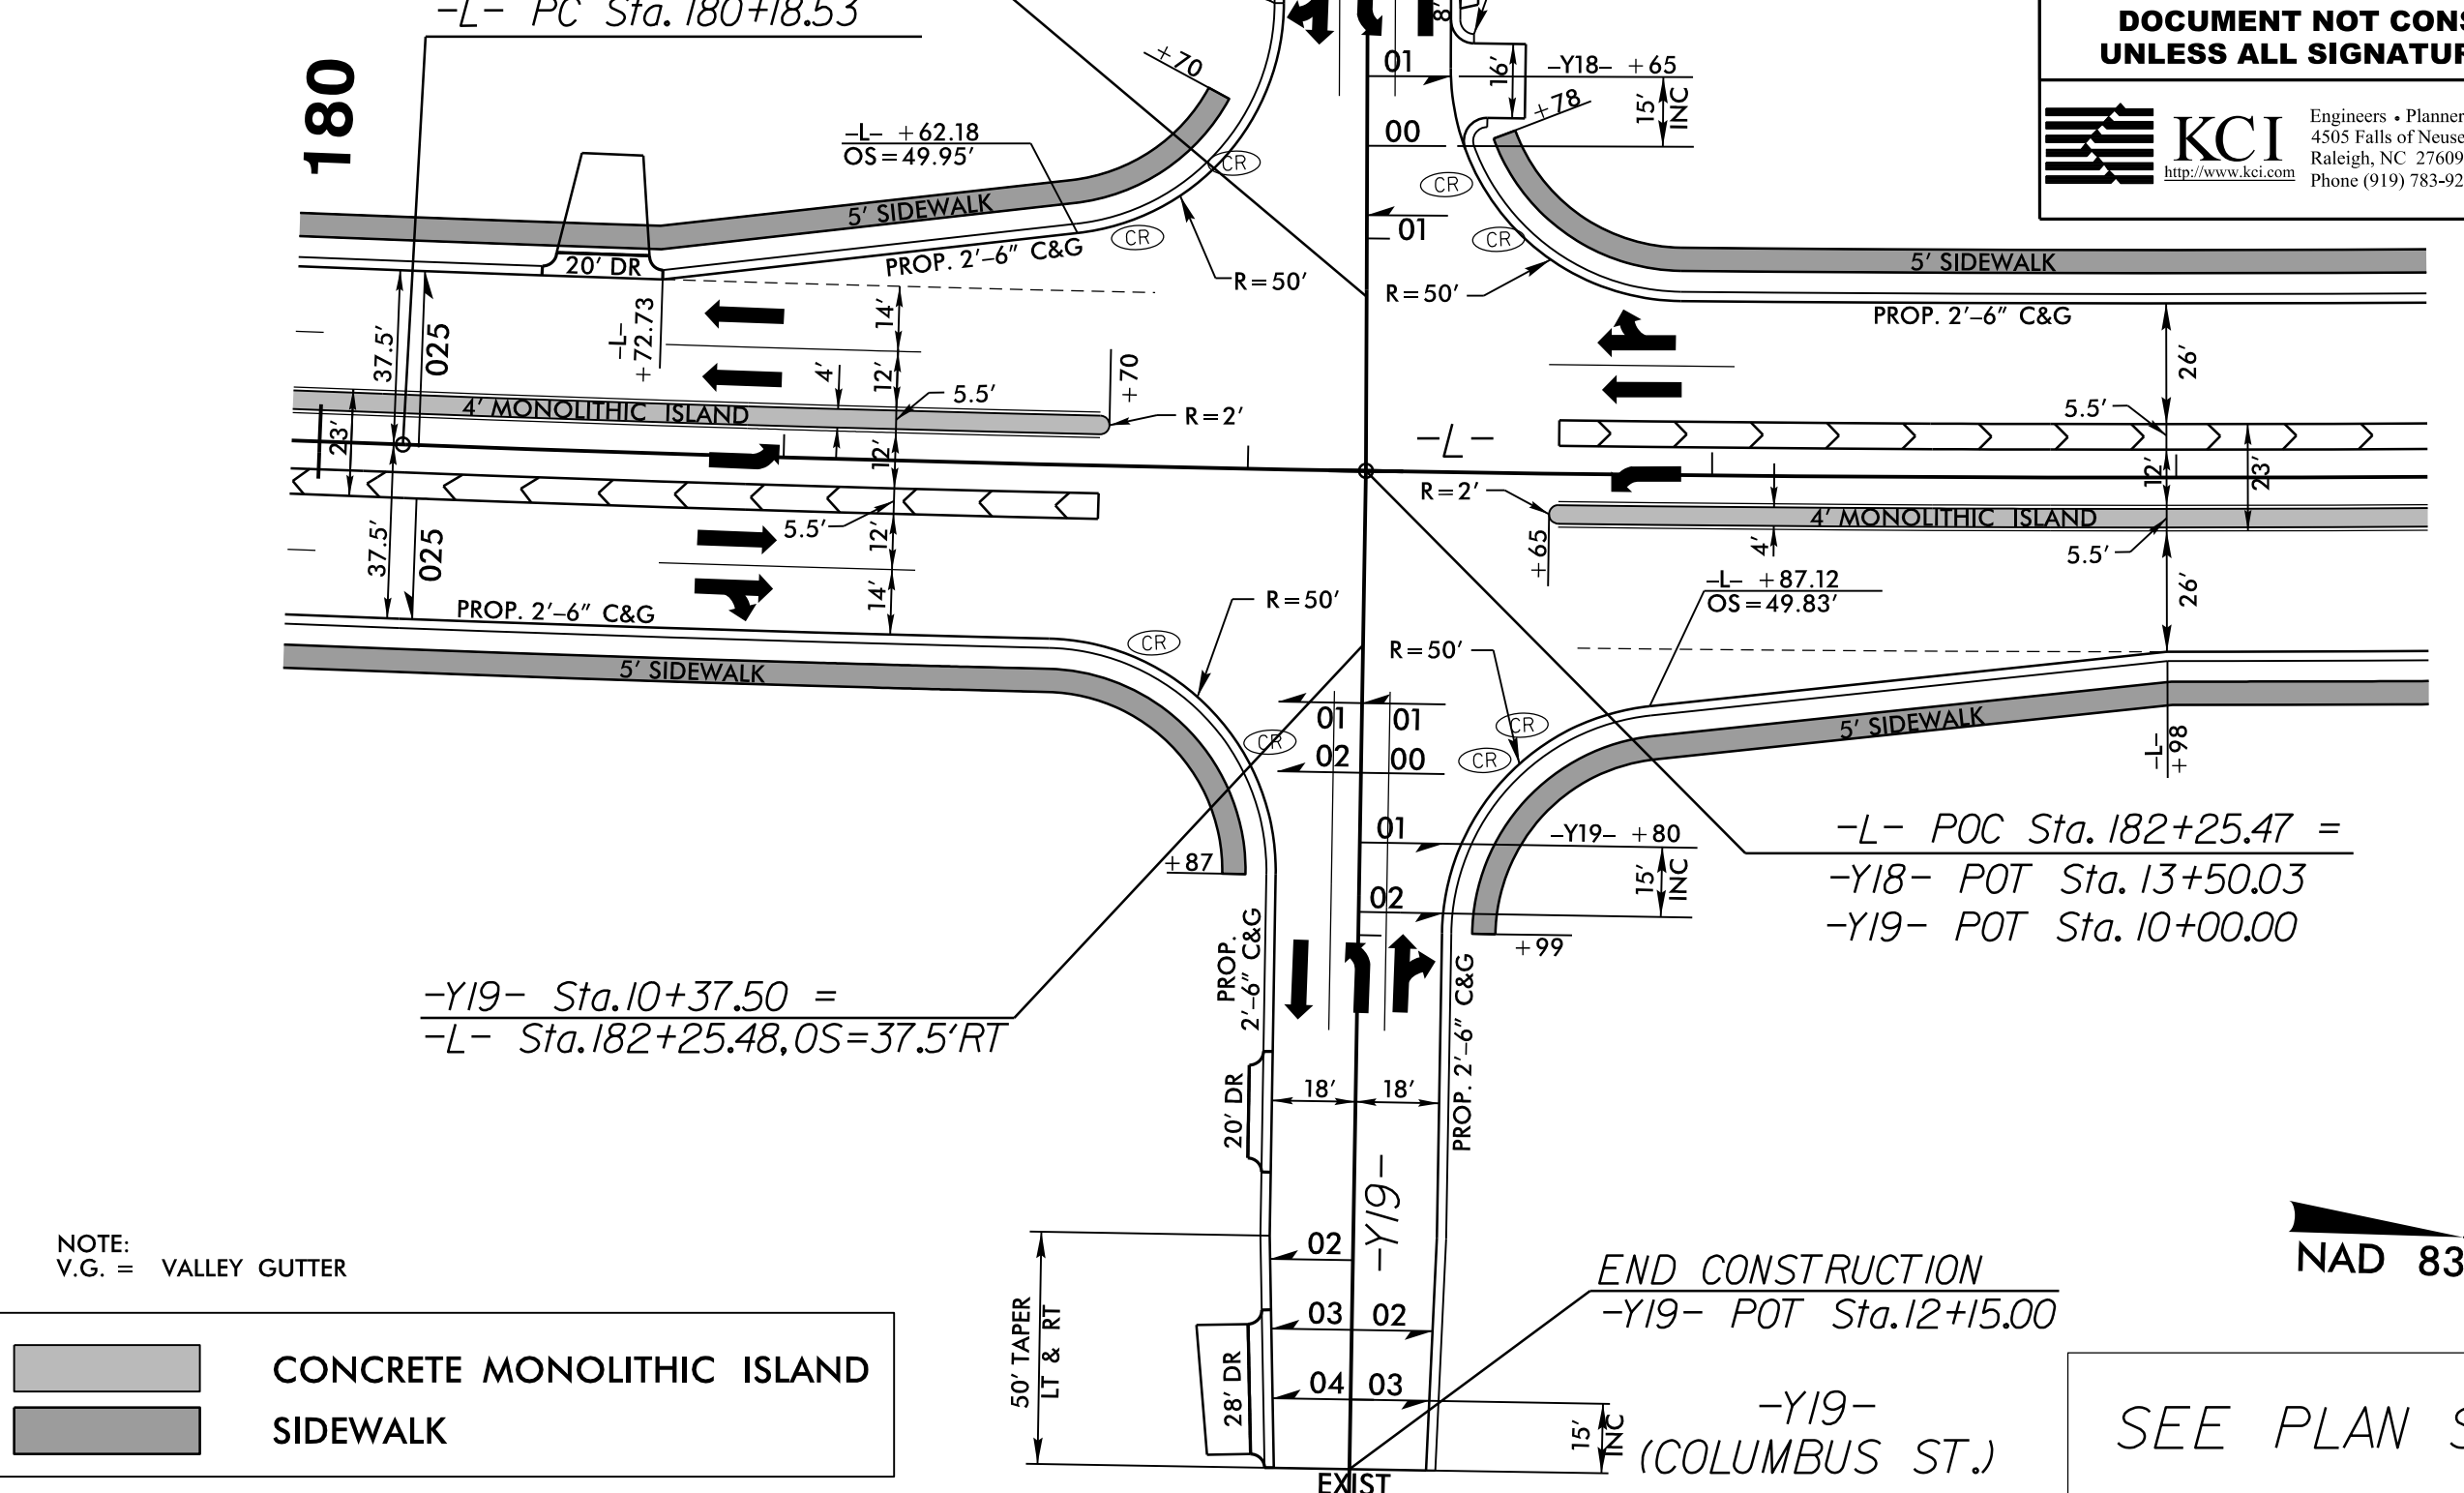 -L- PC Sta. 180+18.53
180
+70
-L- +62.18
OS=49.95'
CR
CR
5' SIDEWALK
PROP. 2'-6" C&G
20' DR
R=50'
01
00
01
8'
16'
-Y18- +65
+78
15'
INC
CR
CR
R=50'
DOCUMENT NOT CONS
UNLESS ALL SIGNATUR
KCI
http://www.kci.com
Engineers • Planner
4505 Falls of Neuse
Raleigh, NC 27609
Phone (919) 783-92
5' SIDEWALK
PROP. 2'-6" C&G
37.5'
025
-L-
+72.73
14'
12'
4'
5.5'
+70
R=2'
4' MONOLITHIC ISLAND
23'
12'
5.5'
12'
14'
37.5'
025
PROP. 2'-6" C&G
5' SIDEWALK
-L-
26'
5.5'
12'
23'
R=2'
4' MONOLITHIC ISLAND
+65
4'
5.5'
26'
-L- +87.12
OS=49.83'
R=50'
R=50'
CR
CR
CR
CR
01 01
02 00
5' SIDEWALK
-L-
+98
01
-Y19- +80
15'
INC
02
+87
+99
-L- POC Sta. 182+25.47 =
-Y18- POT Sta. 13+50.03
-Y19- POT Sta. 10+00.00
-Y19- Sta.10+37.50 =
-L- Sta.182+25.48,OS=37.5'RT
PROP.
2'-6" C&G
PROP. 2'-6" C&G
20' DR
18' 18'
-Y19-
NOTE:
V.G. = VALLEY GUTTER
CONCRETE MONOLITHIC ISLAND
SIDEWALK
50' TAPER
LT & RT
28' DR
02
03 02
04 03
15'
INC
EXIST
END CONSTRUCTION
-Y19- POT Sta.12+15.00
-Y19-
(COLUMBUS ST.)
NAD 83
SEE PLAN S